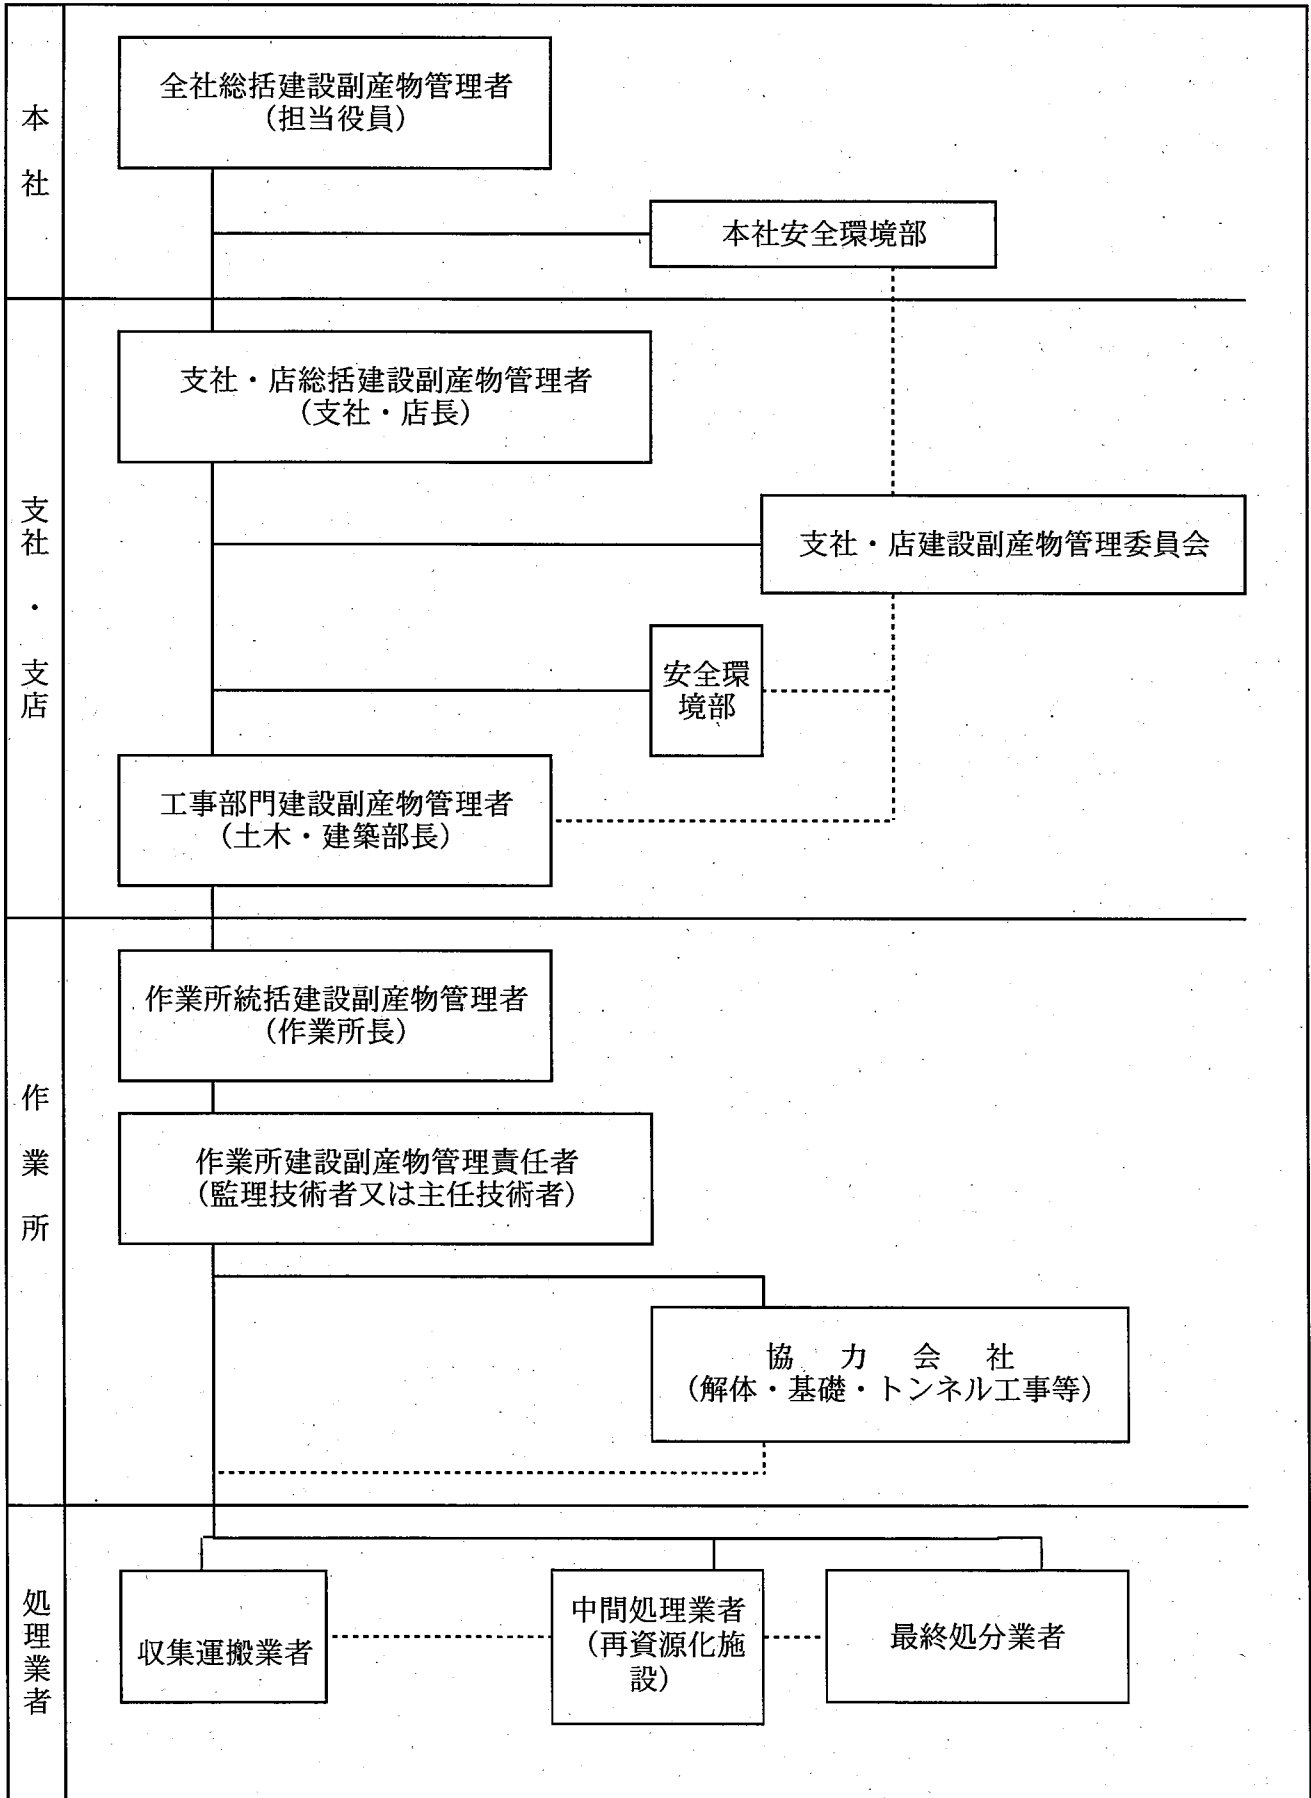 本社
全社総括建設副産物管理者
(担当役員)
本社安全環境部
支社・支店
支社・店総括建設副産物管理者
(支社・店長)
支社・店建設副産物管理委員会
安全環
境部
工事部門建設副産物管理者
(土木・建築部長)
作業所
作業所統括建設副産物管理者
(作業所長)
作業所建設副産物管理責任者
(監理技術者又は主任技術者)
協力会社
(解体・基礎・トンネル工事等)
処理業者
収集運搬業者
中間処理業者
(再資源化施
設)
最終処分業者